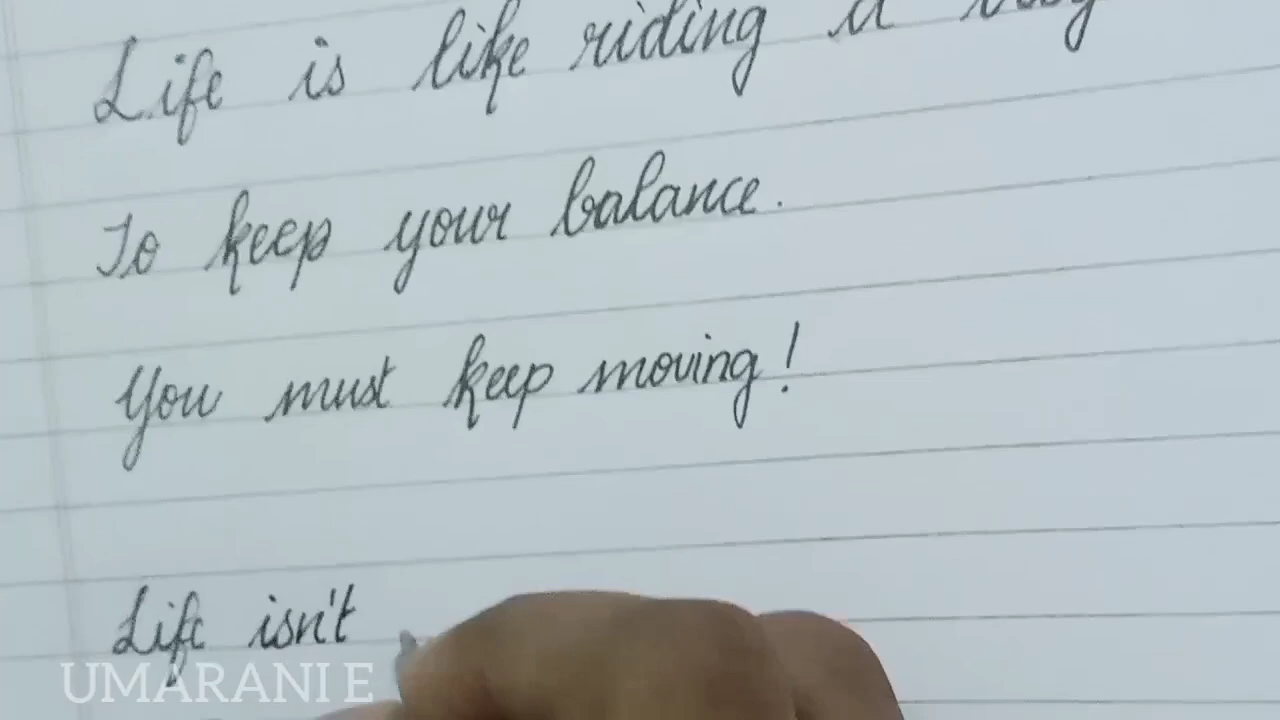 Life is like riding a
To keep your balance.
You must keep moving!
Life isn't
UMARANI E